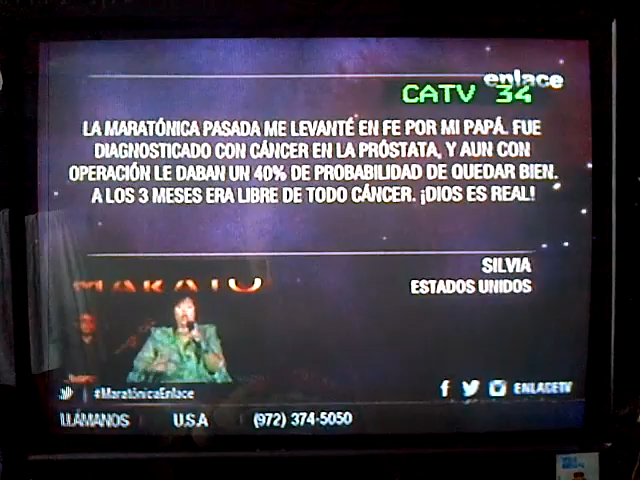 enlace
CATV 34
LA MARATÓNICA PASADA ME LEVANTÉ EN FE POR MI PAPÁ. FUE
DIAGNOSTICADO CON CÁNCER EN LA PRÓSTATA, Y AUN CON
OPERACIÓN LE DABAN UN 40% DE PROBABILIDAD DE QUEDAR BIEN.
A LOS 3 MESES ERA LIBRE DE TODO CÁNCER. ¡DIOS ES REAL!
SILVIA
ESTADOS UNIDOS
#MaratónicaEnlace
ENLACETV
LLÁMANOS U.S.A (972) 374-5050